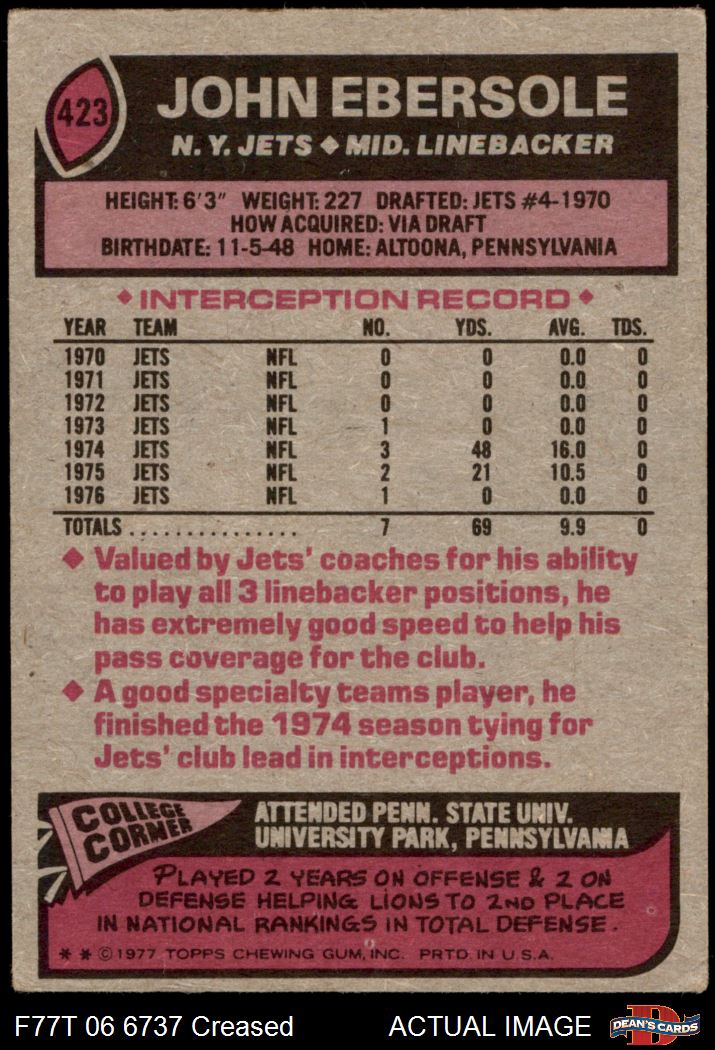 423
JOHN EBERSOLE
N.Y. JETS ◆ MID. LINEBACKER
HEIGHT: 6'3" WEIGHT: 227 DRAFTED: JETS #4-1970
HOW ACQUIRED: VIA DRAFT
BIRTHDATE: 11-5-48 HOME: ALTOONA, PENNSYLVANIA
◆ INTERCEPTION RECORD ◆
YEAR TEAM NO. YDS. AVG. TDS.
1970 JETS NFL 0 0 0.0 0
1971 JETS NFL 0 0 0.0 0
1972 JETS NFL 0 0 0.0 0
1973 JETS NFL 1 0 0.0 0
1974 JETS NFL 3 48 16.0 0
1975 JETS NFL 2 21 10.5 0
1976 JETS NFL 1 0 0.0 0
TOTALS ................ 7 69 9.9 0
◆ Valued by Jets' coaches for his ability
to play all 3 linebacker positions, he
has extremely good speed to help his
pass coverage for the club.
◆ A good specialty teams player, he
finished the 1974 season tying for
Jets' club lead in interceptions.
COLLEGE
CORNER
ATTENDED PENN. STATE UNIV.
UNIVERSITY PARK, PENNSYLVANIA
PLAYED 2 YEARS ON OFFENSE & 2 ON
DEFENSE HELPING LIONS TO 2ND PLACE
IN NATIONAL RANKINGS IN TOTAL DEFENSE.
** ©1977 TOPPS CHEWING GUM, INC. PRTD. IN U.S.A.
F77T 06 6737 Creased ACTUAL IMAGE
D
DEAN'S CARDS